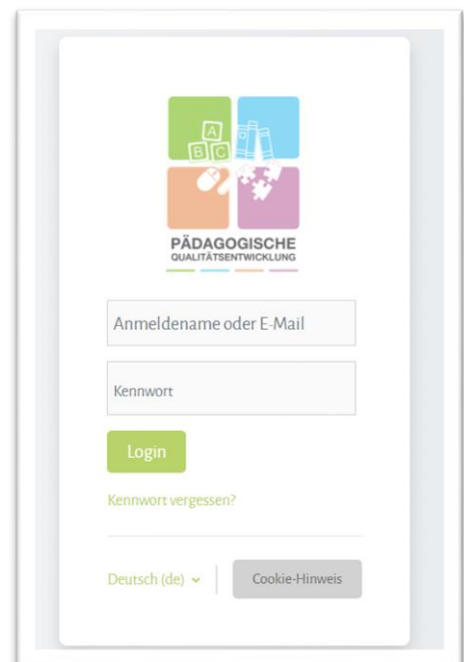 A
B C
PÄDAGOGISCHE
QUALITÄTSENTWICKLUNG
Anmeldename oder E-Mail
Kennwort
Login
Kennwort vergessen?
Deutsch (de)
Cookie-Hinweis